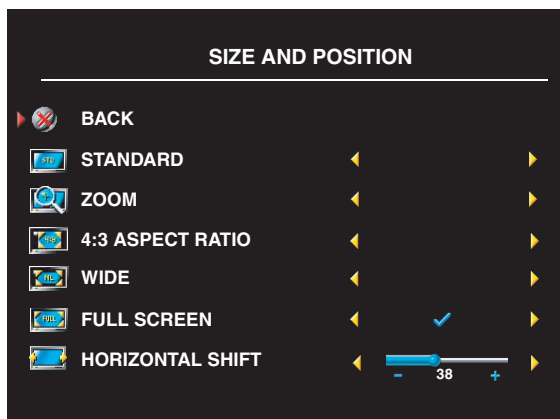 SIZE AND POSITION
BACK
STD STANDARD
ZOOM
4:3 4:3 ASPECT RATIO
NL WIDE
FULL FULL SCREEN
HORIZONTAL SHIFT
- 38 +